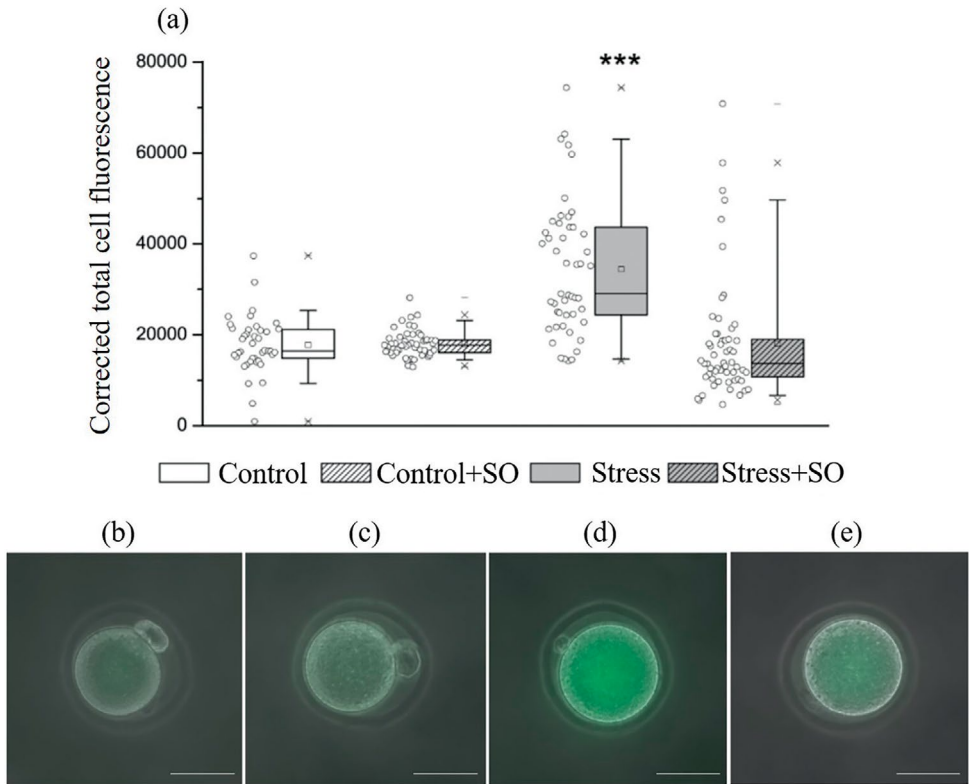 (a)
Corrected total cell fluorescence
80000
60000
40000
20000
0
***
Control Control+SO Stress Stress+SO
(b) (c) (d) (e)